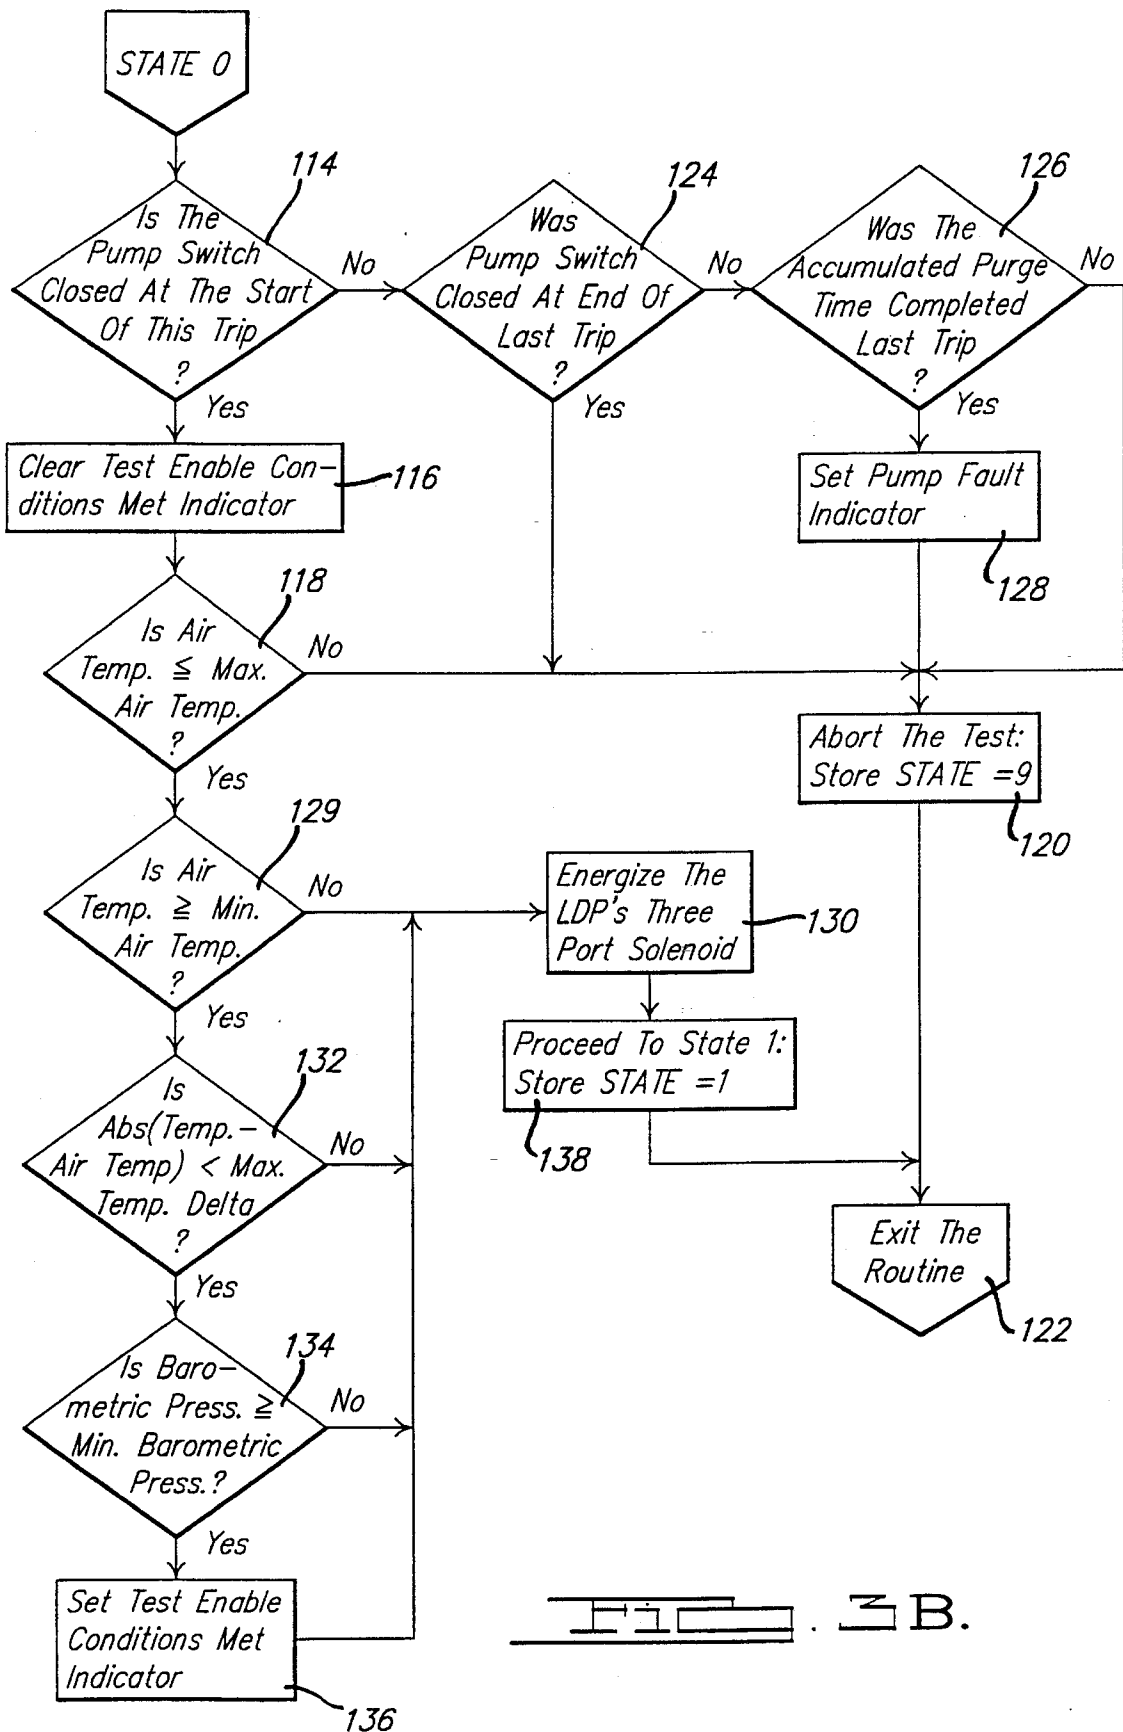 STATE 0
114
Is The
Pump Switch
Closed At The Start
Of This Trip
?
No
Yes
124
Was
Pump Switch
Closed At End Of
Last Trip
?
No
Yes
126
Was The
Accumulated Purge
Time Completed
Last Trip
?
No
Yes
Clear Test Enable Con-
ditions Met Indicator
116
Set Pump Fault
Indicator
128
118
Is Air
Temp. ≦ Max.
Air Temp.
?
No
Yes
Abort The Test:
Store STATE =9
120
129
Is Air
Temp. ≧ Min.
Air Temp.
?
No
Yes
Energize The
LDP's Three
Port Solenoid
130
Proceed To State 1:
Store STATE =1
138
132
Is
Abs(Temp.-
Air Temp) < Max.
Temp. Delta
?
No
Yes
Exit The
Routine
122
134
Is Baro-
metric Press. ≧
Min. Barometric
Press.?
No
Yes
Set Test Enable
Conditions Met
Indicator
136
FIG. 3B.